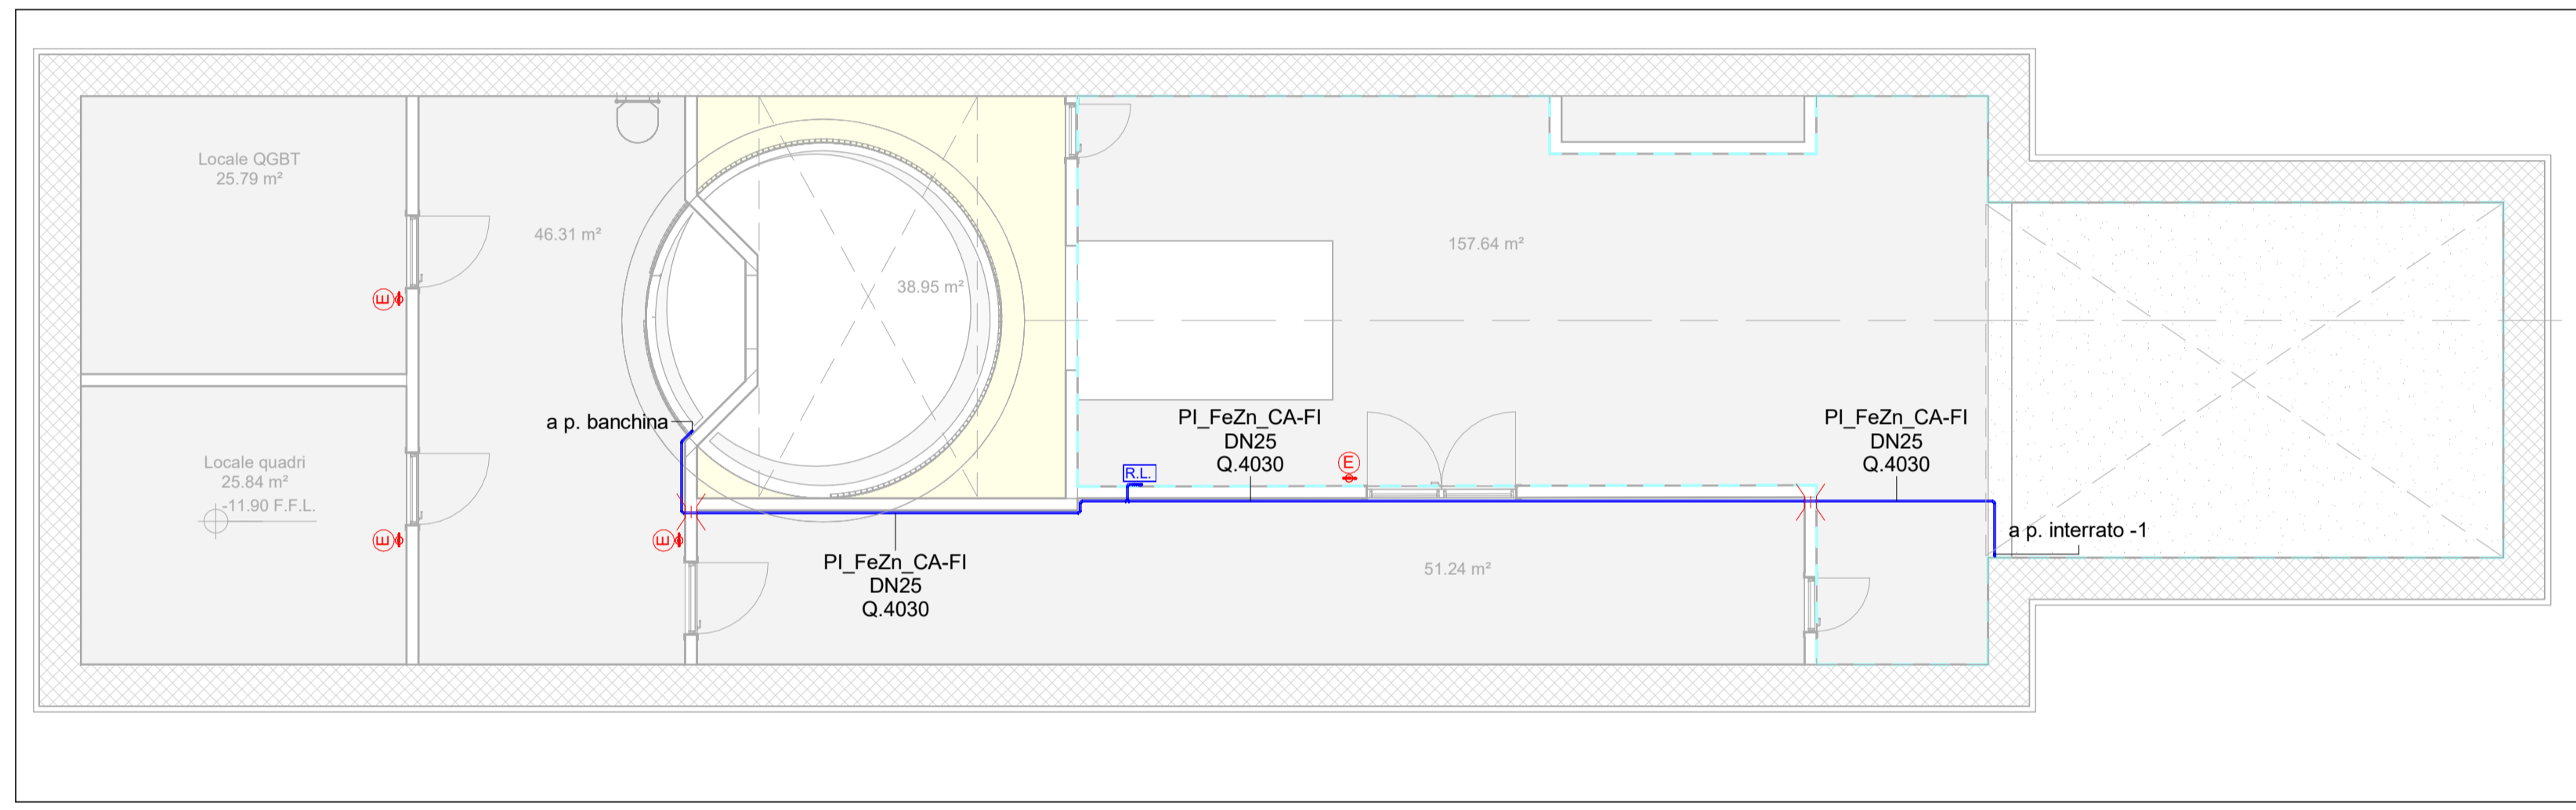 Locale QGBT
25.79 m²
46.31 m²
38.95 m²
157.64 m²
E
a p. banchina
PI_FeZn_CA-FI
DN25
Q.4030
PI_FeZn_CA-FI
DN25
Q.4030
R.L.
E
Locale quadri
25.84 m²
-11.90 F.F.L.
E
E
a p. interrato -1
PI_FeZn_CA-FI
DN25
Q.4030
51.24 m²